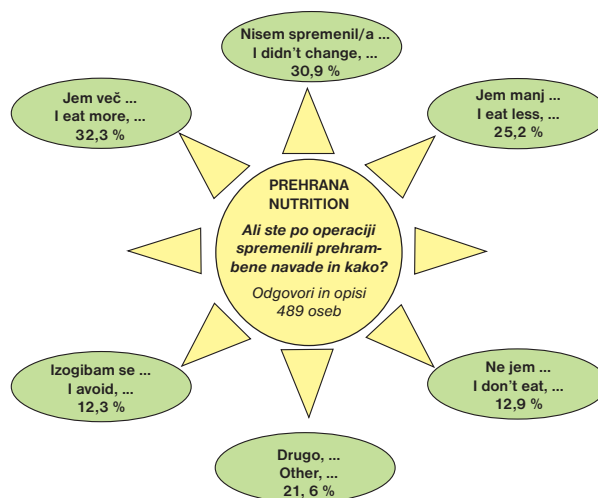 Nisem spremenil/a ...
I didn't change, ...
30,9 %
Jem več ...
I eat more, ...
32,3 %
Jem manj ...
I eat less, ...
25,2 %
PREHRANA
NUTRITION
Ali ste po operaciji
spremenili prehram-
bene navade in kako?
Odgovori in opisi
489 oseb
Izogibam se ...
I avoid, ...
12,3 %
Ne jem ...
I don't eat, ...
12,9 %
Drugo, ...
Other, ...
21, 6 %